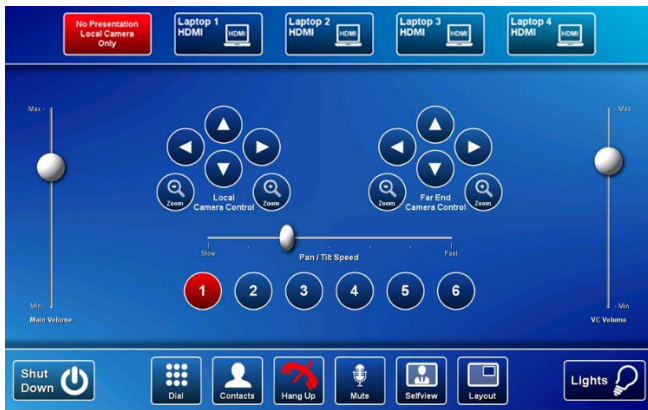 No Presentation
Local Camera
Only
Laptop 1
HDMI
HDMI
Laptop 2
HDMI
HDMI
Laptop 3
HDMI
HDMI
Laptop 4
HDMI
HDMI
Max -
- Max
Zoom
Local
Camera Control
Zoom
Zoom
Far End
Camera Control
Zoom
Slow
Pan / Tilt Speed
Fast
1
2
3
4
5
6
Min -
Main Volume
- Min
VC Volume
Shut
Down
Dial
Contacts
Hang Up
Mute
Selfview
Layout
Lights